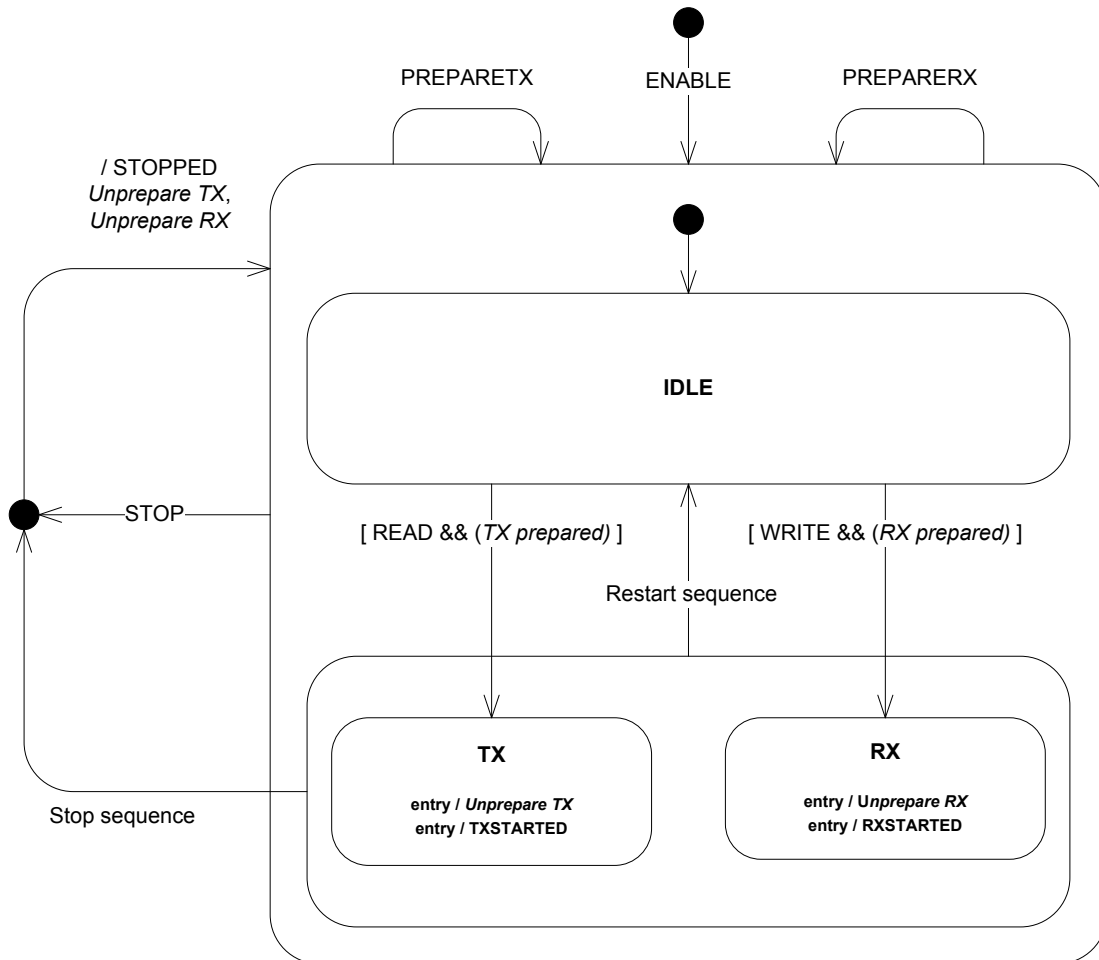 PREPARETX
ENABLE
PREPARERX
/ STOPPED
Unprepare TX,
Unprepare RX
IDLE
STOP
[ READ && (TX prepared) ]
[ WRITE && (RX prepared) ]
Restart sequence
TX
entry / Unprepare TX
entry / TXSTARTED
RX
entry / Unprepare RX
entry / RXSTARTED
Stop sequence